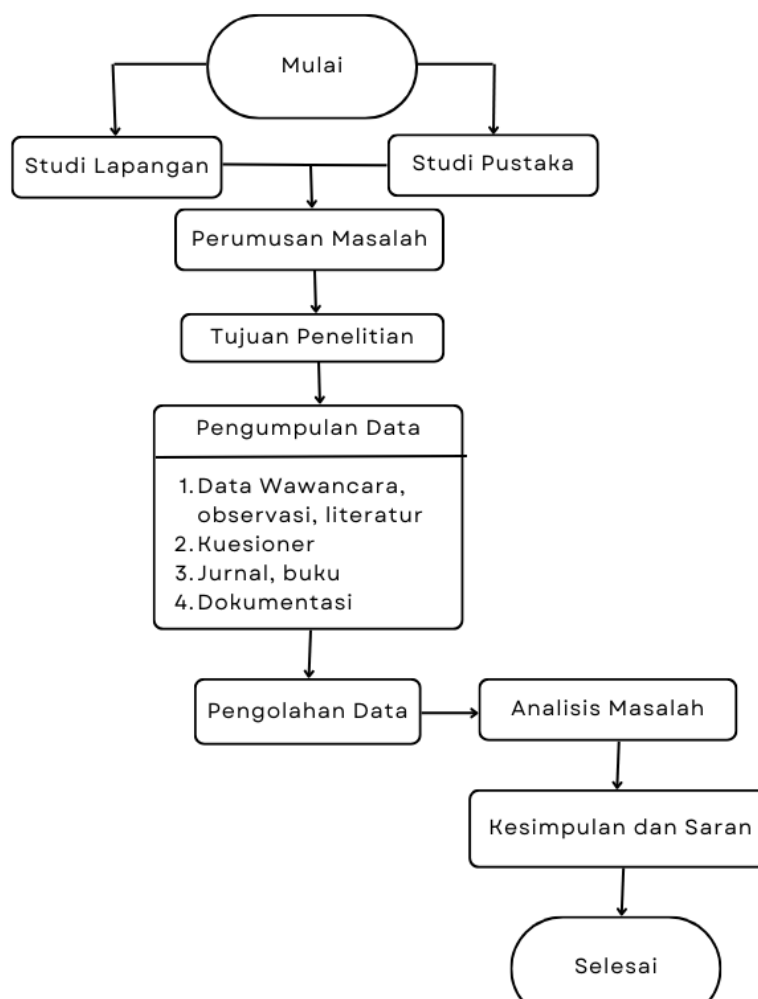 Mulai
Studi Lapangan
Studi Pustaka
Perumusan Masalah
Tujuan Penelitian
Pengumpulan Data
1. Data Wawancara,
observasi, literatur
2. Kuesioner
3. Jurnal, buku
4. Dokumentasi
Pengolahan Data
Analisis Masalah
Kesimpulan dan Saran
Selesai